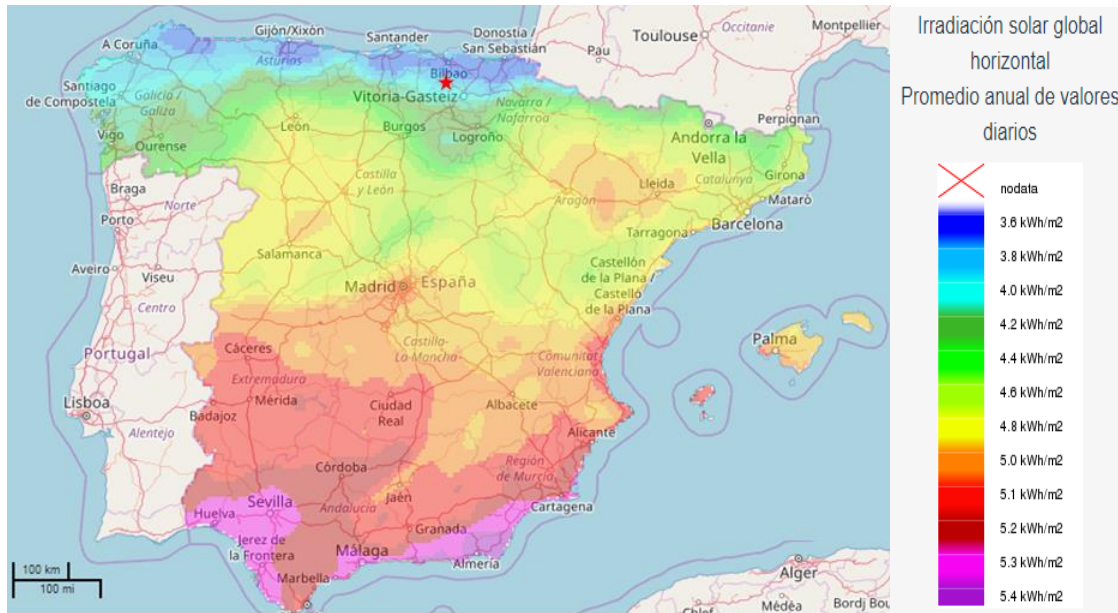 Gijón/Xixón
Santander
Donostia/
San Sebastián
A Coruña
Asturias
Bilbao
Pau
Toulouse
Occitanie
Montpellier
Santiago
de Compostela
Galicia /
Galiza
Vitoria-Gasteiz
Navarra /
Nafarroa
León
Burgos
Logroño
Andorra la
Vella
Perpignan
Vigo
Ourense
Castilla
y León
Aragón
Lleida
Catalunya
Girona
Mataró
Barcelona
Tarragona
Braga
Norte
Porto
Aveiro
Viseu
Centro
Salamanca
Madrid
España
Castellón
de la Plana /
Castelló
de la Plana
Portugal
Cáceres
Castilla-
La Mancha
Comunitat
Valenciana
Palma
Extremadura
Lisboa
Badajoz
Mérida
Ciudad
Real
Albacete
Alentejo
Alicante
Córdoba
Región
de Murcia
Sevilla
Jaén
Cartagena
Huelva
Andalucía
Granada
Jerez de
la Frontera
Málaga
Almería
Marbella
Alger
Médéa
Bordj Bou
100 km
100 mi
Irradiación solar global
horizontal
Promedio anual de valores
diarios
nodata
3.6 kWh/m2
3.8 kWh/m2
4.0 kWh/m2
4.2 kWh/m2
4.4 kWh/m2
4.6 kWh/m2
4.8 kWh/m2
5.0 kWh/m2
5.1 kWh/m2
5.2 kWh/m2
5.3 kWh/m2
5.4 kWh/m2